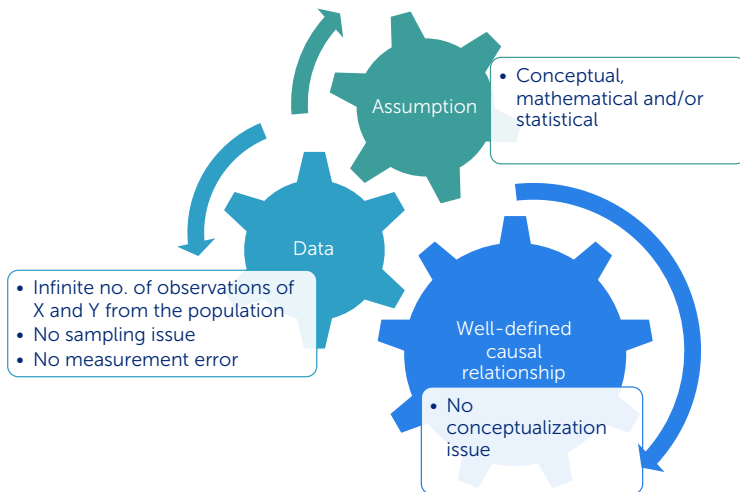 Assumption
• Conceptual,
mathematical and/or
statistical
Data
• Infinite no. of observations of
X and Y from the population
• No sampling issue
• No measurement error
Well-defined
causal
relationship
• No
conceptualization
issue